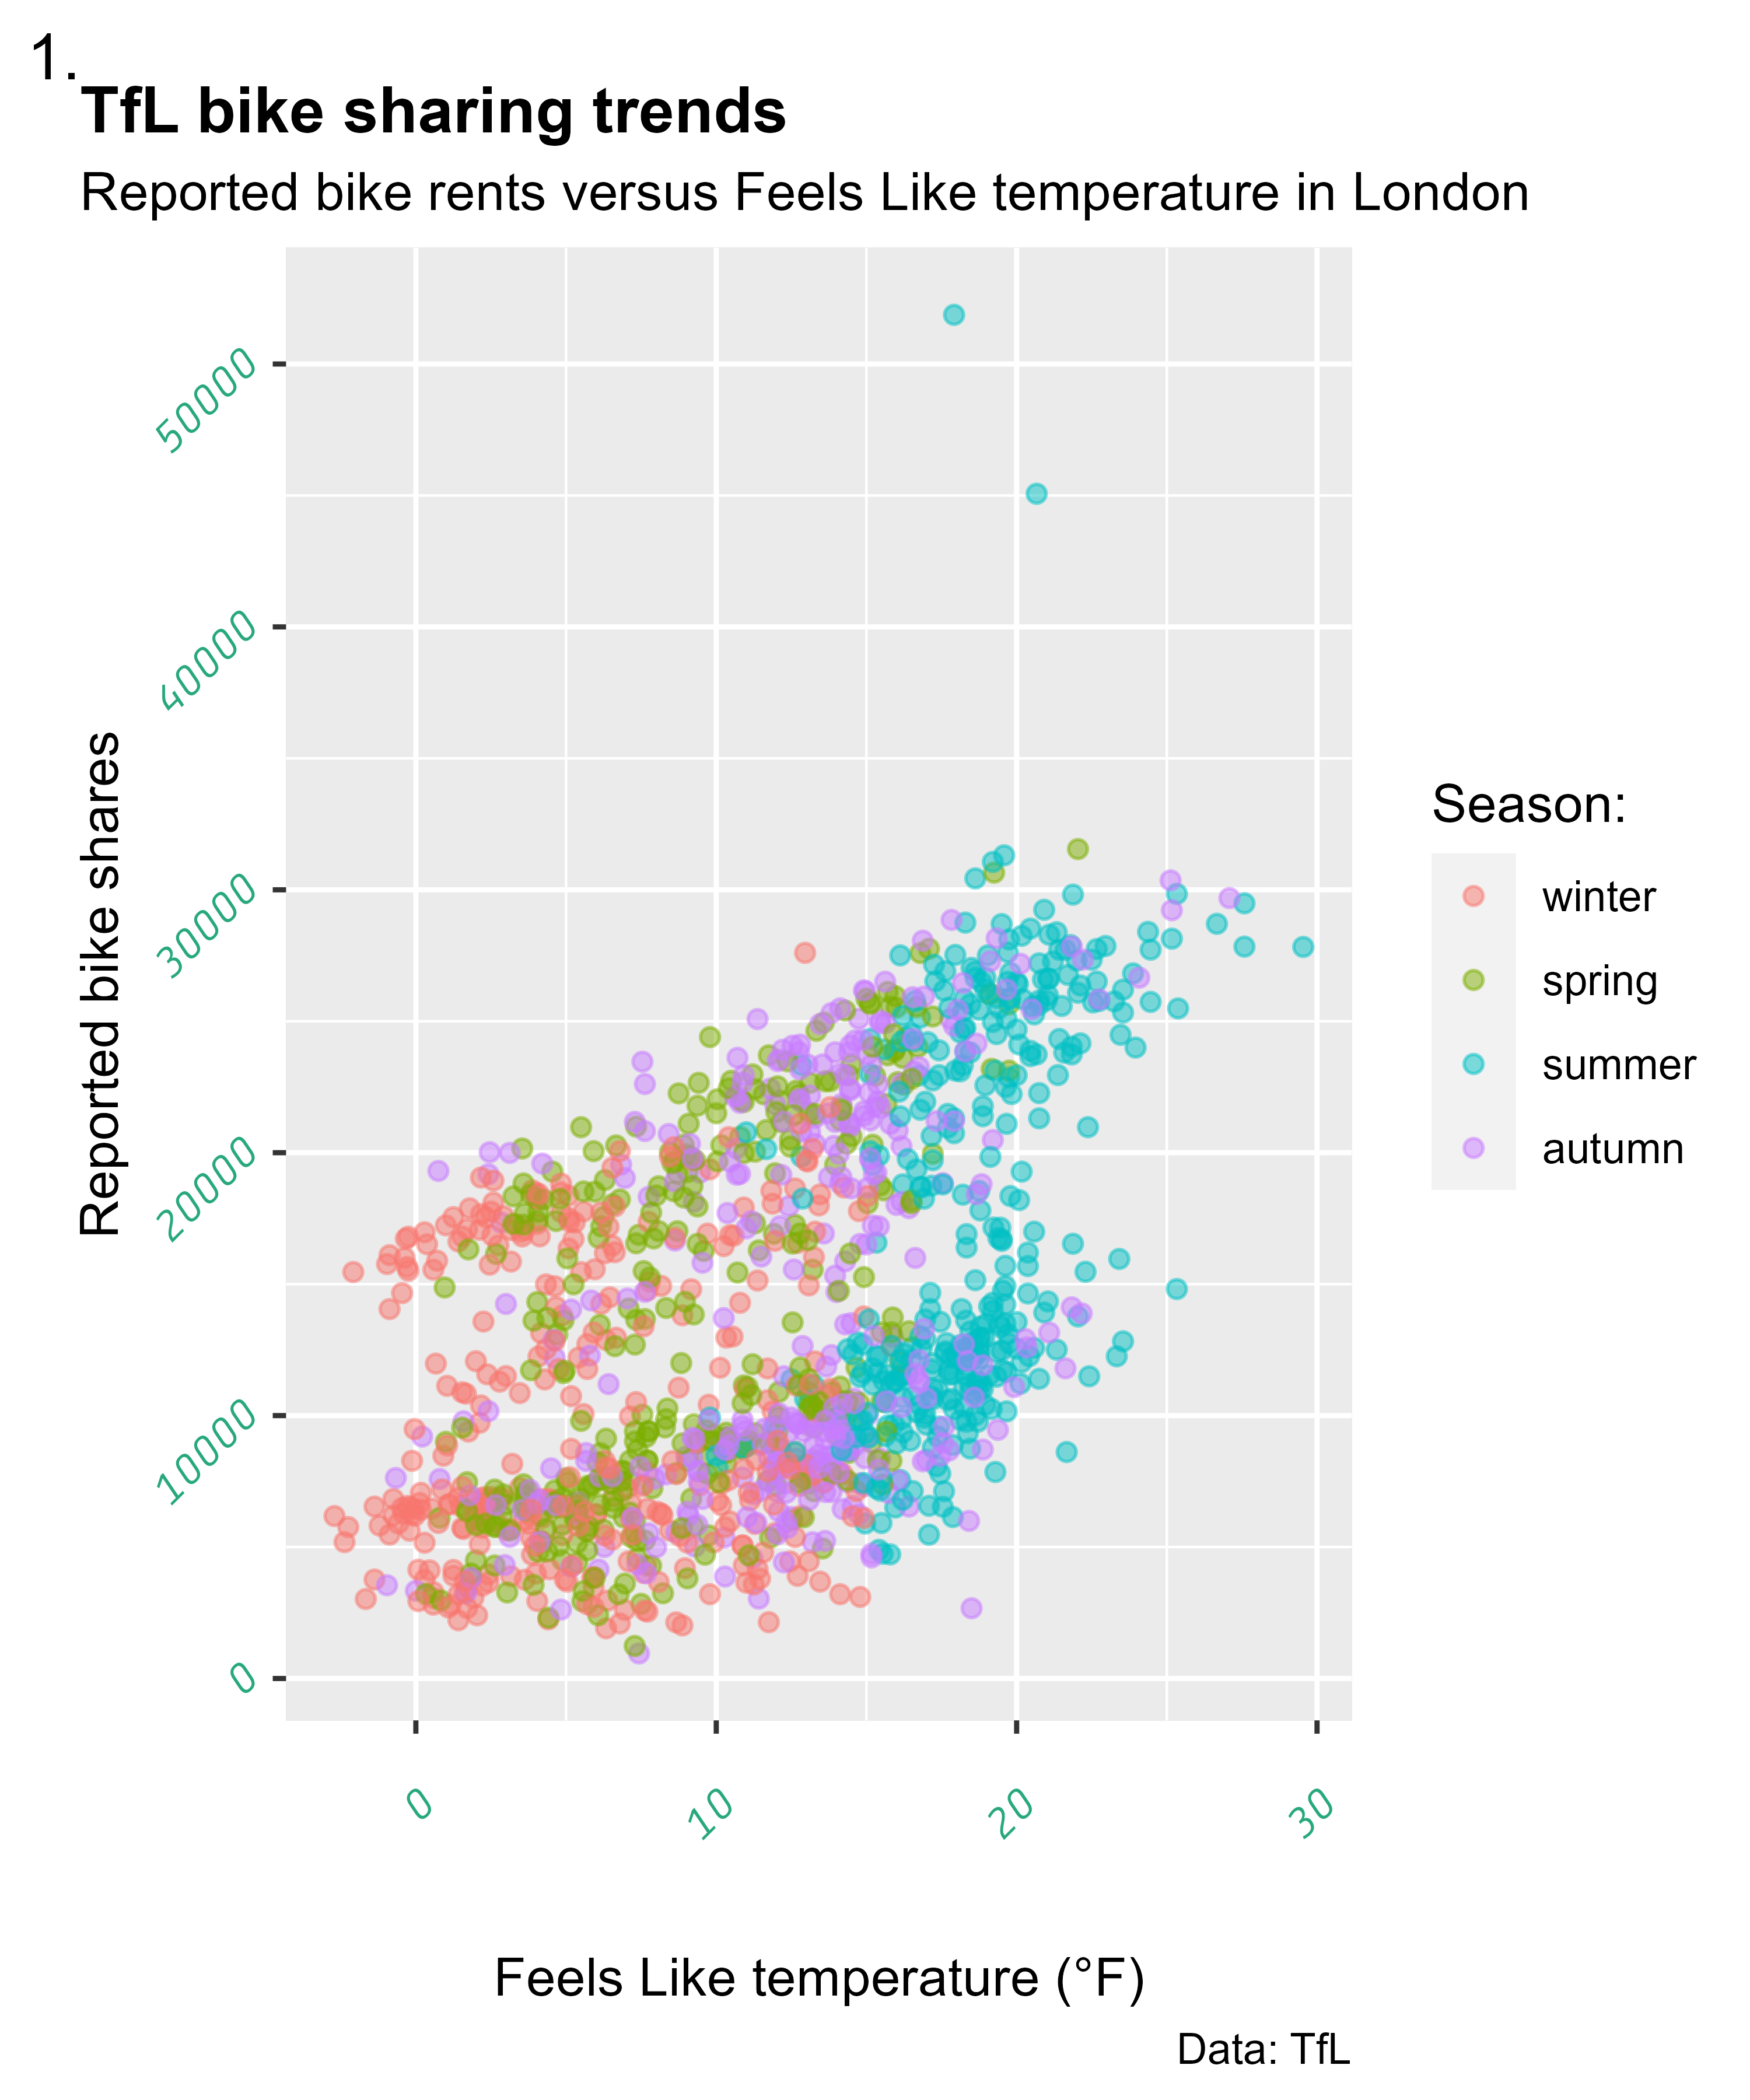 1.
TfL bike sharing trends
Reported bike rents versus Feels Like temperature in London
50000
40000
30000
20000
10000
0
Reported bike shares
0 10 20 30
Feels Like temperature (°F)
Data: TfL
Season:
winter
spring
summer
autumn